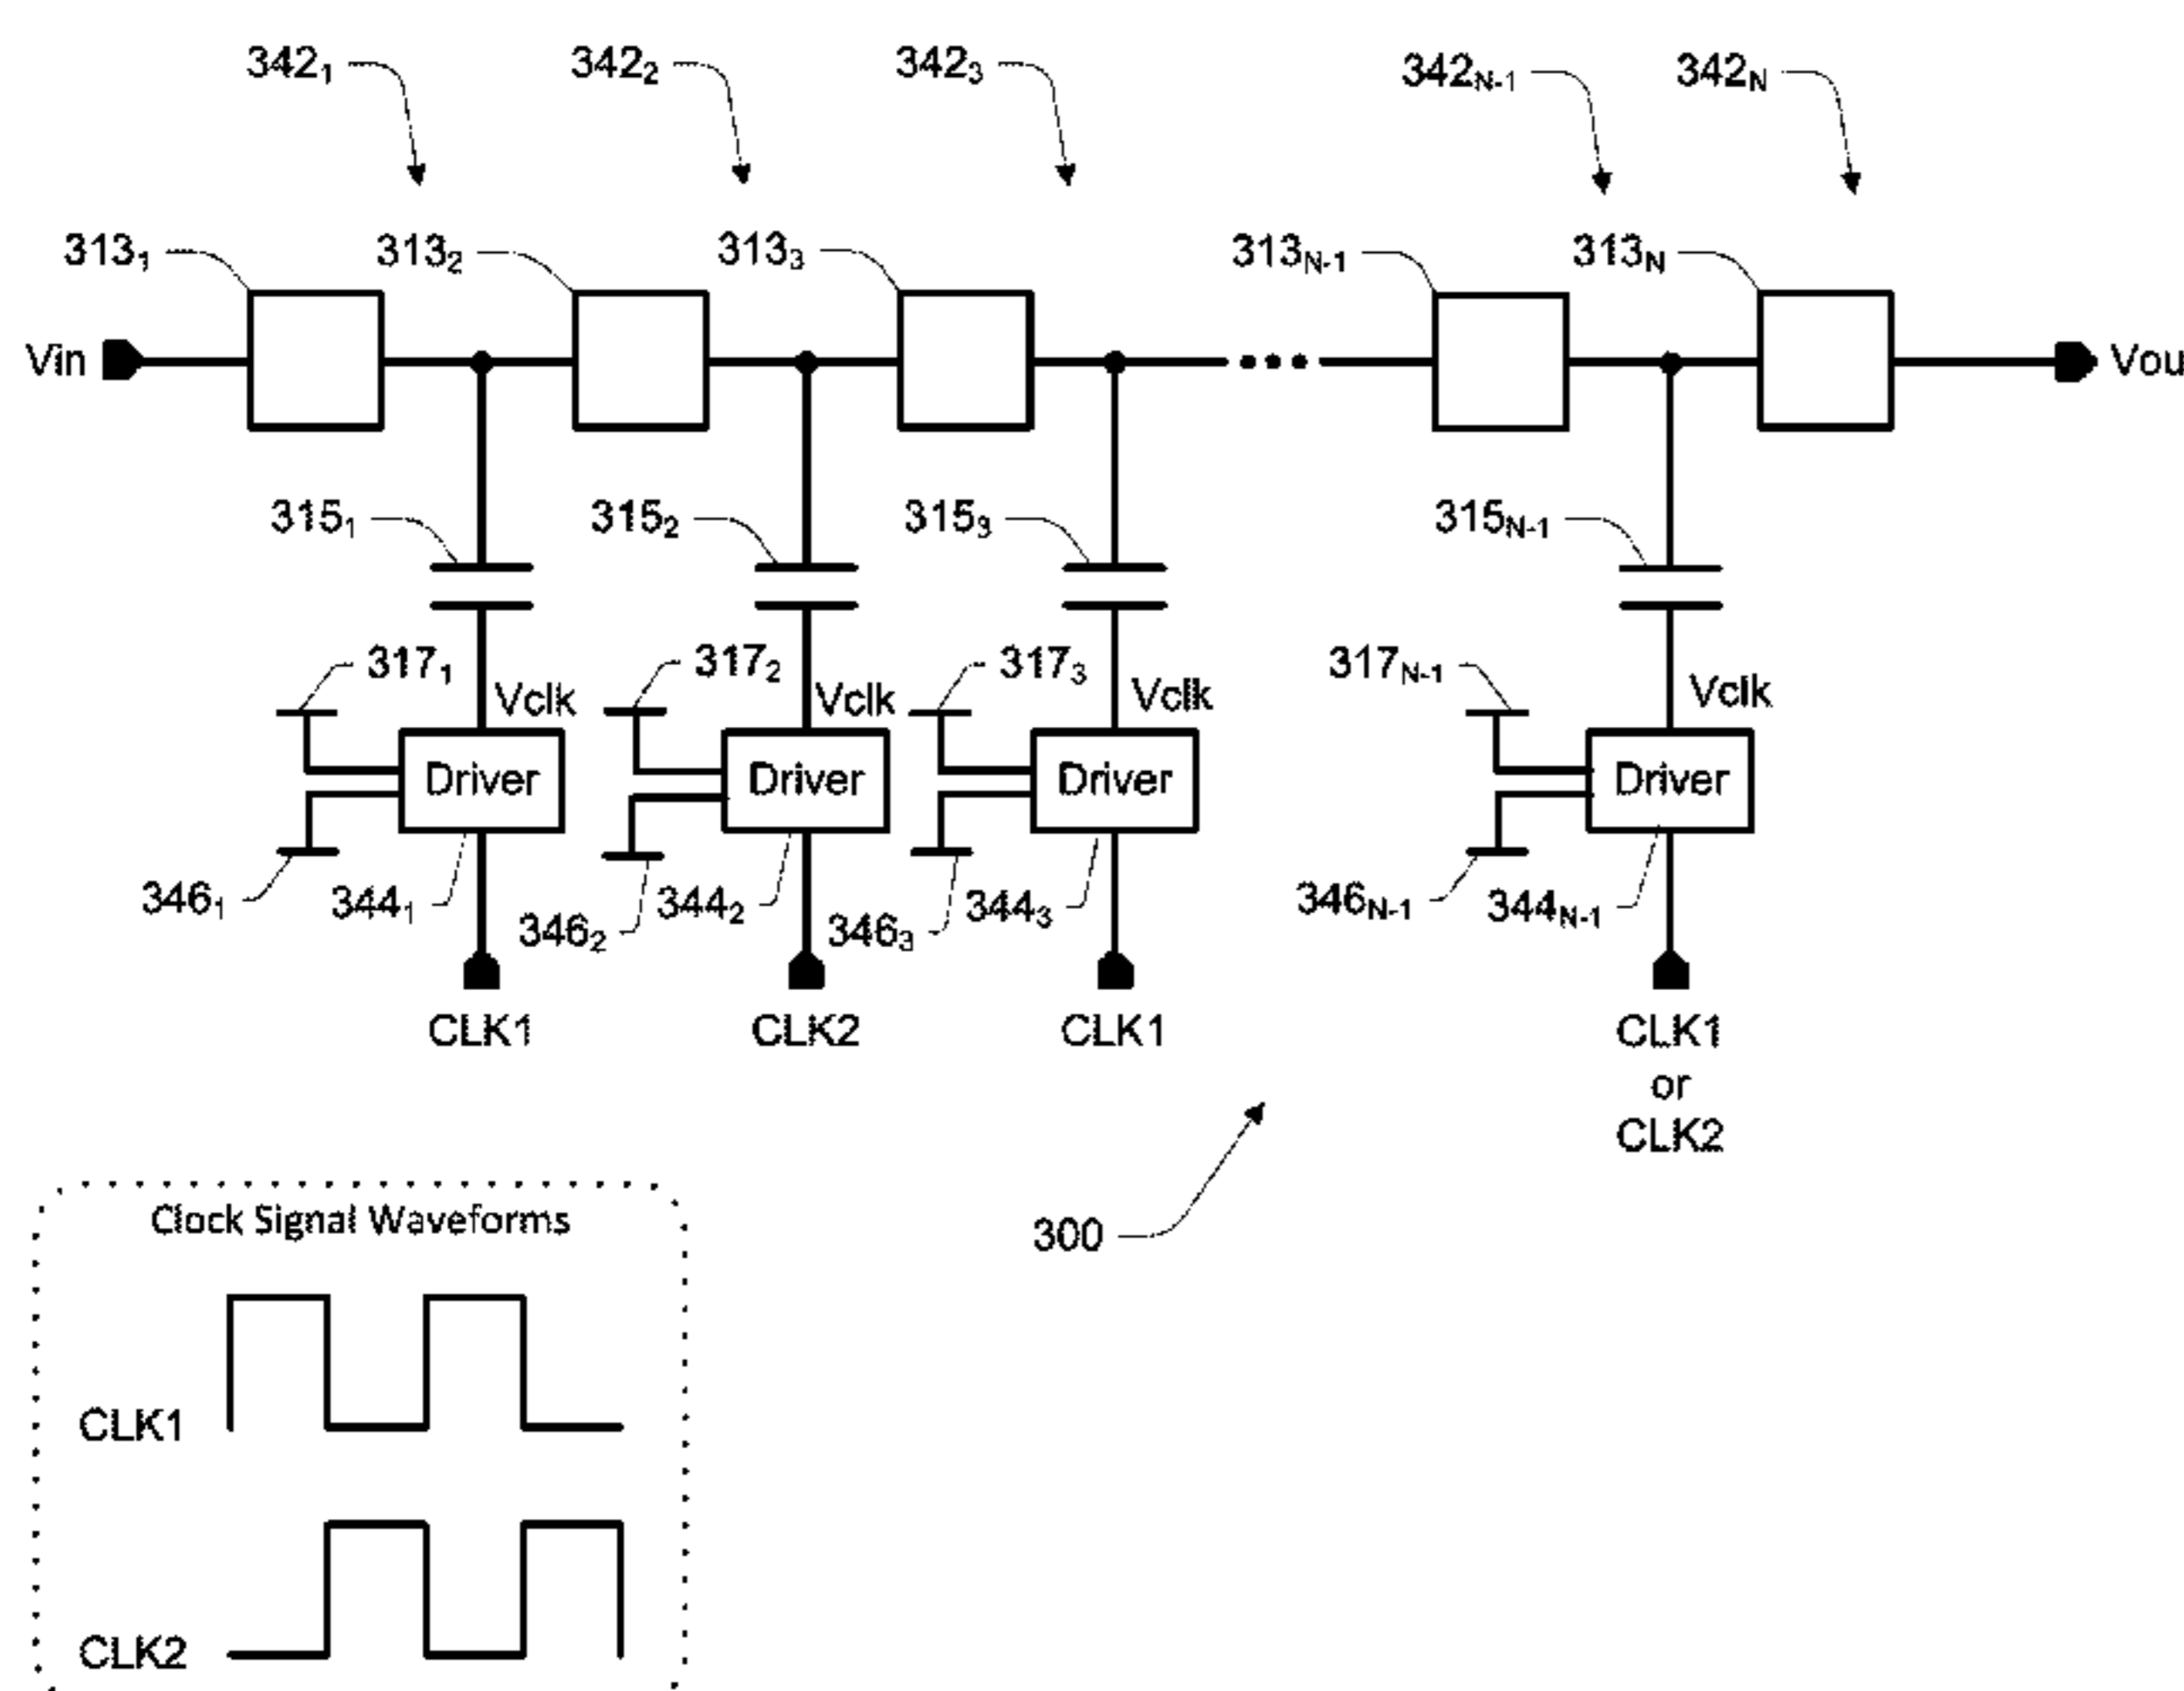 342₁ 342₂ 342₃ 342N-1 342N
313₁ 313₂ 313₃ 313N-1 313N
Vin Vou
315₁ 315₂ 315₃ 315N-1
317₁ 317₂ 317₃ 317N-1
Vclk Vclk Vclk Vclk
Driver Driver Driver Driver
346₁ 344₁ 346₂ 344₂ 346₃ 344₃ 346N-1 344N-1
CLK1 CLK2 CLK1 CLK1
or
CLK2
300
Clock Signal Waveforms
CLK1
CLK2